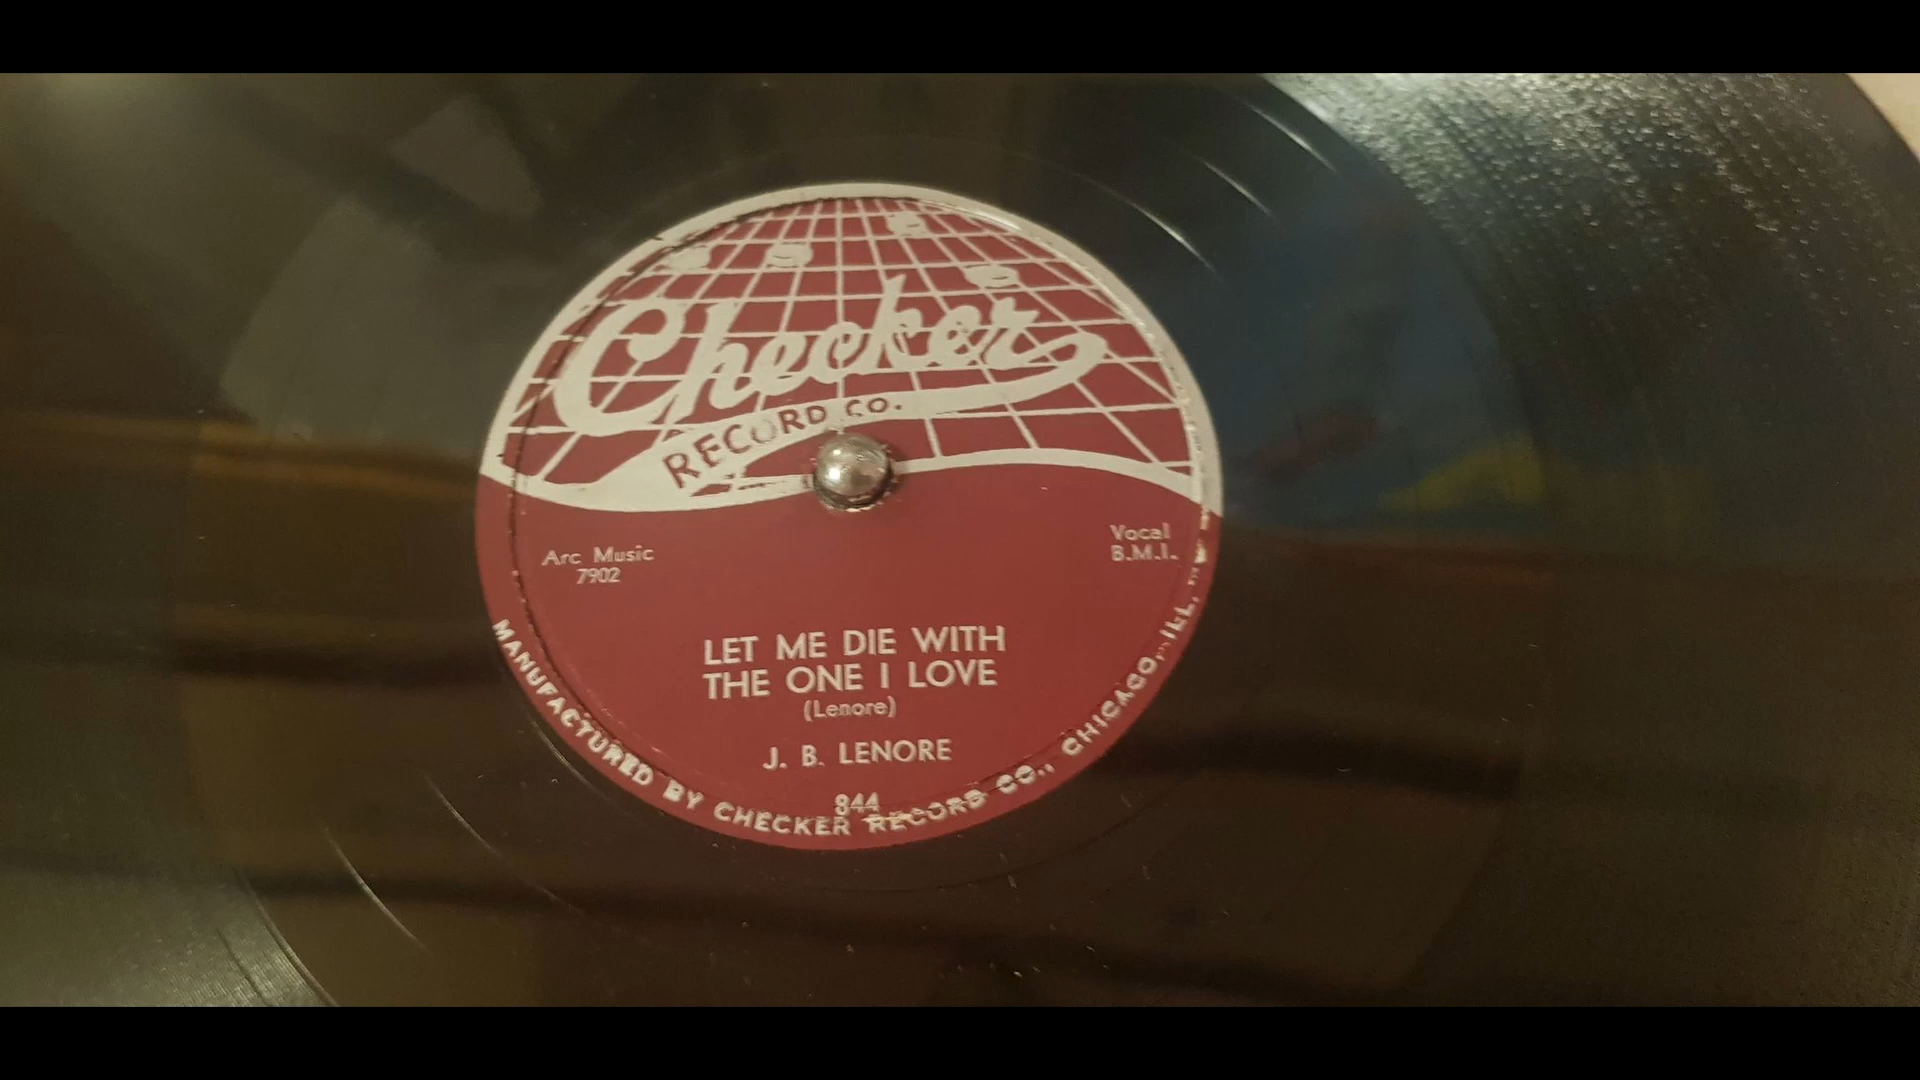 Checker
RECORD CO.
Arc Music
7902
Vocal
B.M.I.
LET ME DIE WITH
THE ONE I LOVE
(Lenore)
J. B. LENORE
844
MANUFACTURED BY CHECKER RECORD CO., CHICAGO, ILL.